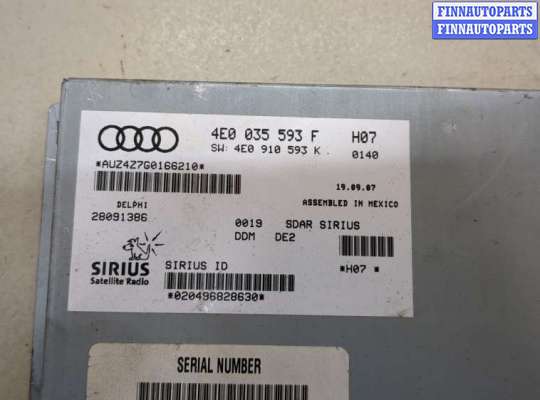 FINNAUTOPARTS
FINNAUTOPARTS
FINNAUTOPARTS
4E0 035 593 F H07
SW: 4E0 910 593 K . 0140
*AUZ4Z7G0166210*
19.09.07
ASSEMBLED IN MEXICO
DELPHI
28091386
0019 SDAR SIRIUS
DDM DE2
SIRIUS
Satellite Radio
SIRIUS ID
*H07 *
*020496828630*
SERIAL NUMBER